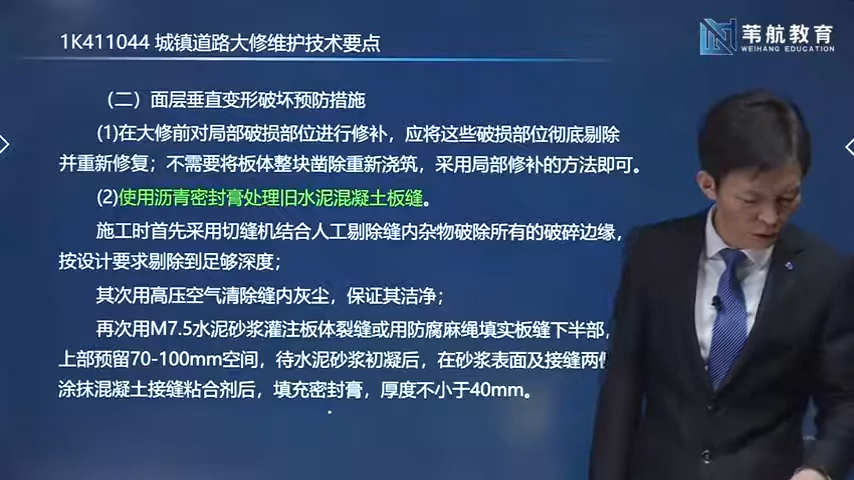 1K411044 城镇道路大修维护技术要点
苇航教育
WEIHANG EDUCATION
（二）面层垂直变形破坏预防措施
(1)在大修前对局部破损部位进行修补，应将这些破损部位彻底剔除
并重新修复；不需要将板体整块凿除重新浇筑，采用局部修补的方法即可。
(2)使用沥青密封膏处理旧水泥混凝土板缝。
施工时首先采用切缝机结合人工剔除缝内杂物破除所有的破碎边缘，
按设计要求剔除到足够深度；
其次用高压空气清除缝内灰尘，保证其洁净；
再次用M7.5水泥砂浆灌注板体裂缝或用防腐麻绳填实板缝下半部，
上部预留70-100mm空间，待水泥砂浆初凝后，在砂浆表面及接缝两
涂抹混凝土接缝粘合剂后，填充密封膏，厚度不小于40mm。